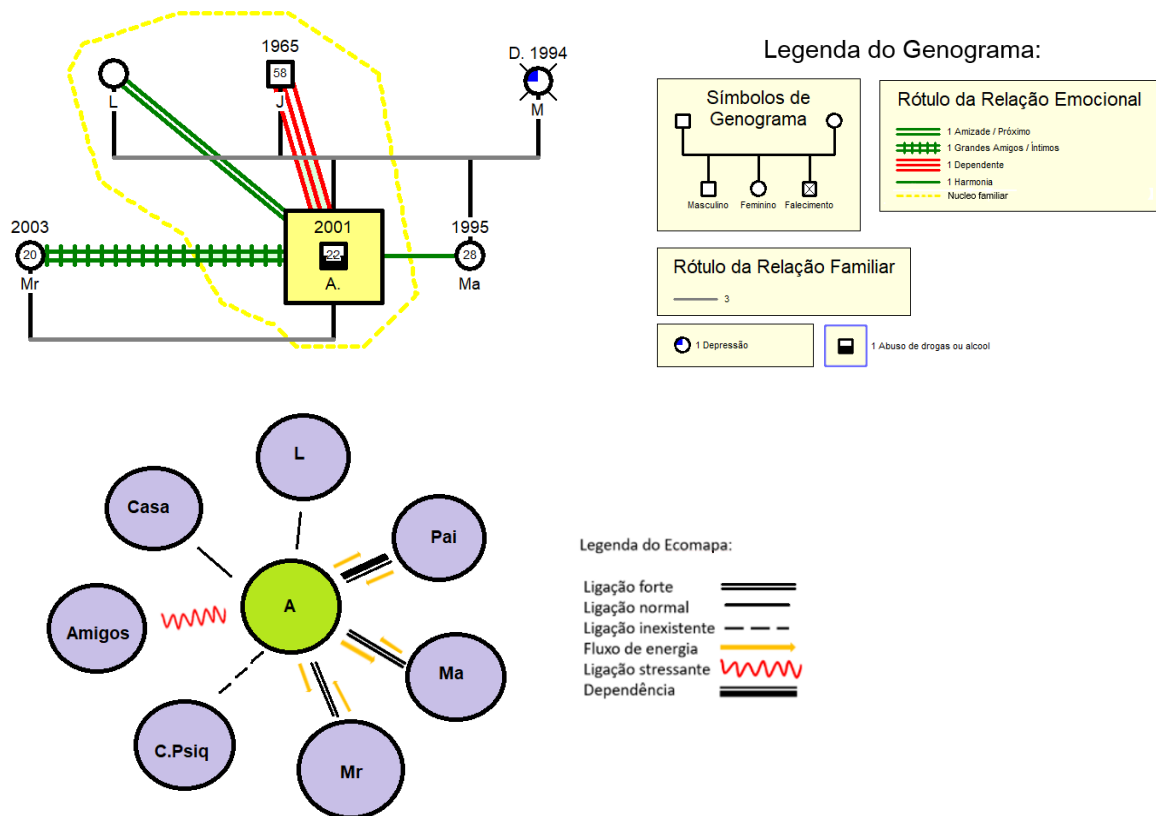 1965
D. 1994
58
L
J
M
2003
2001
1995
20
22
28
Mr
A.
Ma
Legenda do Genograma:
Símbolos de
Genograma
Masculino
Feminino
Falecimento
Rótulo da Relação Emocional
1 Amizade / Próximo
1 Grandes Amigos / Íntimos
1 Dependente
1 Harmonia
Nucleo familiar
Rótulo da Relação Familiar
3
1 Depressão
1 Abuso de drogas ou alcool
L
Casa
Pai
A
Amigos
Ma
C.Psiq
Mr
Legenda do Ecomapa:
Ligação forte
Ligação normal
Ligação inexistente
Fluxo de energia
Ligação stressante
Dependência